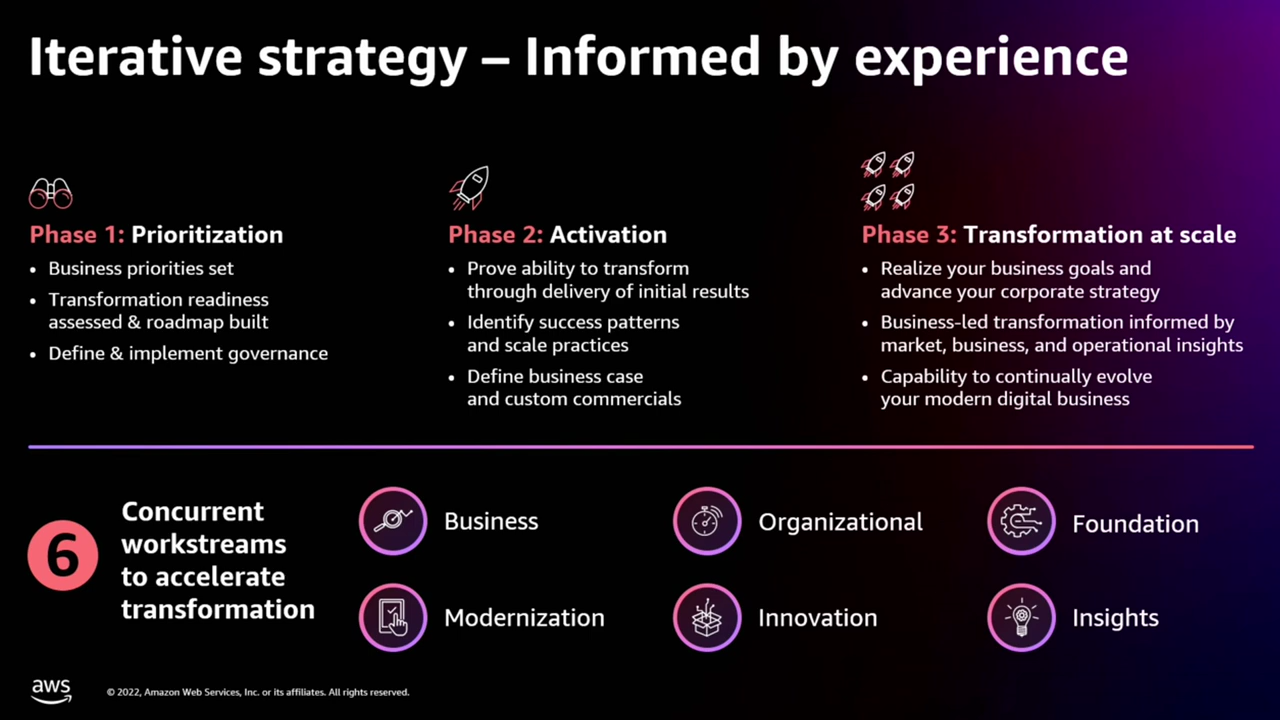 Iterative strategy – Informed by experience
Phase 1: Prioritization
• Business priorities set
• Transformation readiness
assessed & roadmap built
• Define & implement governance
Phase 2: Activation
• Prove ability to transform
through delivery of initial results
• Identify success patterns
and scale practices
• Define business case
and custom commercials
Phase 3: Transformation at scale
• Realize your business goals and
advance your corporate strategy
• Business-led transformation informed by
market, business, and operational insights
• Capability to continually evolve
your modern digital business
6
Concurrent
workstreams
to accelerate
transformation
Business
Organizational
Foundation
Modernization
Innovation
Insights
aws
© 2022, Amazon Web Services, Inc. or its affiliates. All rights reserved.